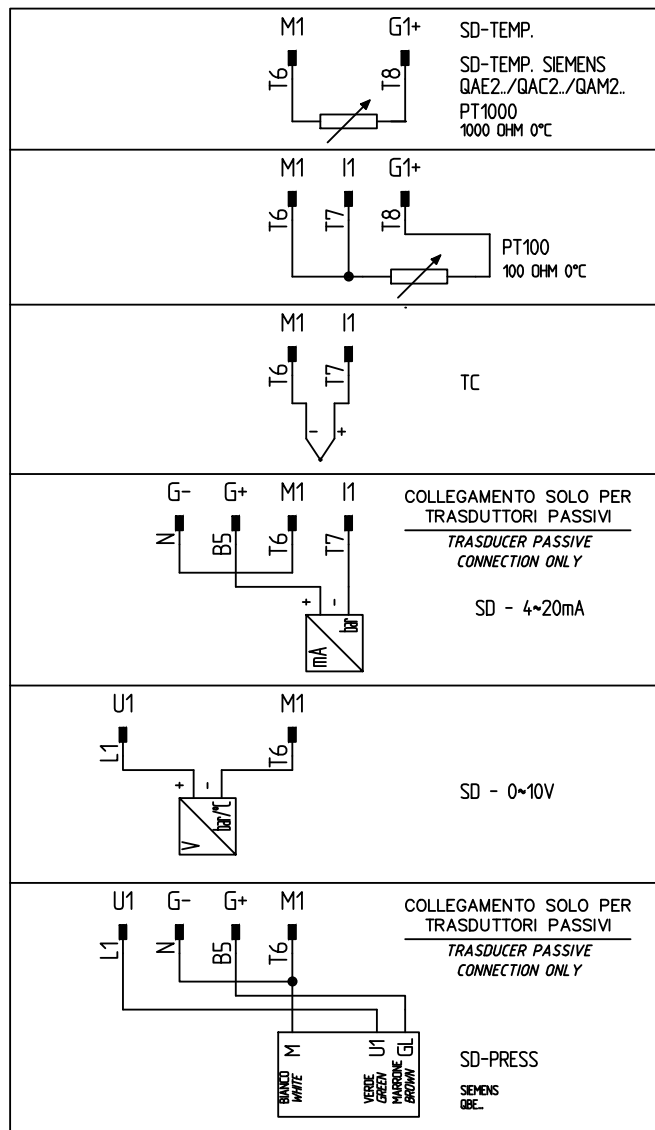 M1 G1+ SD-TEMP.
T6 T8 SD-TEMP. SIEMENS
QAE2../QAC2../QAM2..
PT1000
1000 OHM 0°C
M1 I1 G1+
T6 T7 T8
PT100
100 OHM 0°C
M1 I1
T6 T7
TC
- +
G- G+ M1 I1
N B5 T6 T7
COLLEGAMENTO SOLO PER
TRASDUTTORI PASSIVI
TRASDUCER PASSIVE
CONNECTION ONLY
+ -
mA bar
SD - 4~20mA
U1 M1
L1 T6
+ -
V bar/°C
SD - 0~10V
U1 G- G+ M1
L1 N B5 T6
COLLEGAMENTO SOLO PER
TRASDUTTORI PASSIVI
TRASDUCER PASSIVE
CONNECTION ONLY
M U1 GL
BIANCO
WHITE
VERDE
GREEN
MARRONE
BROWN
SD-PRESS
SIEMENS
QBE..